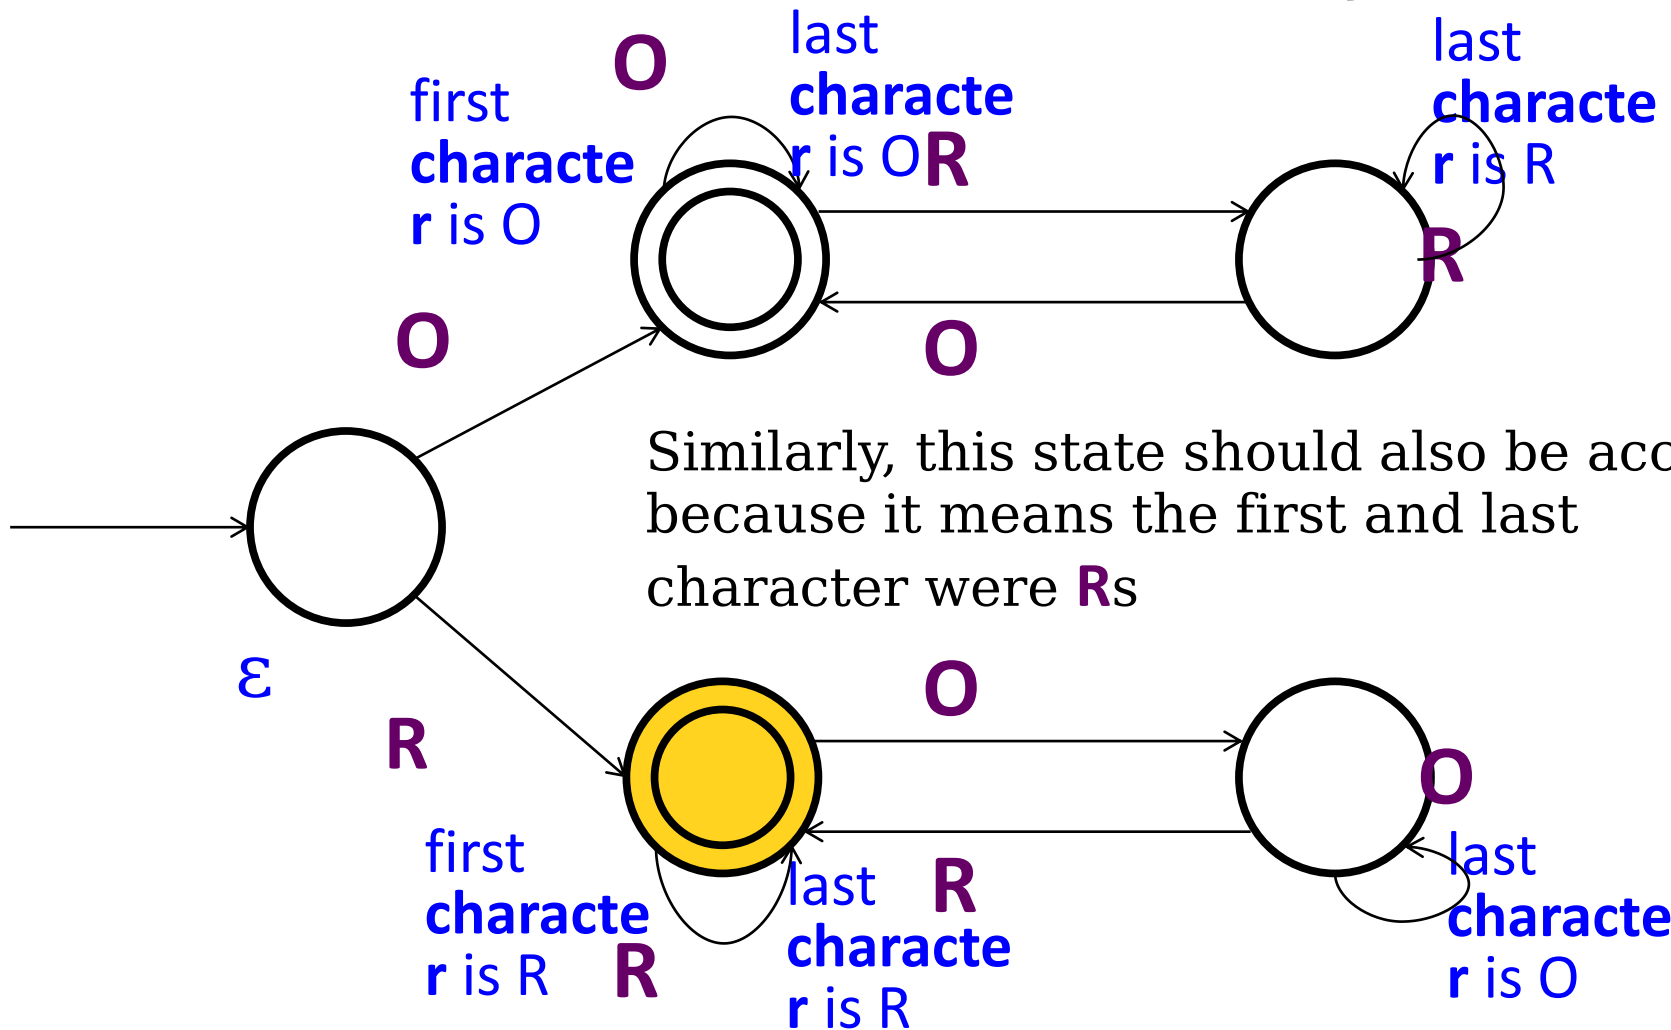 O
last
characte
r is O
R
last
characte
r is R
first
characte
r is O
R
O
O
Similarly, this state should also be acc
because it means the first and last
character were Rs
ε
O
R
O
first
characte
r is R
R
last
characte
r is R
R
last
characte
r is O